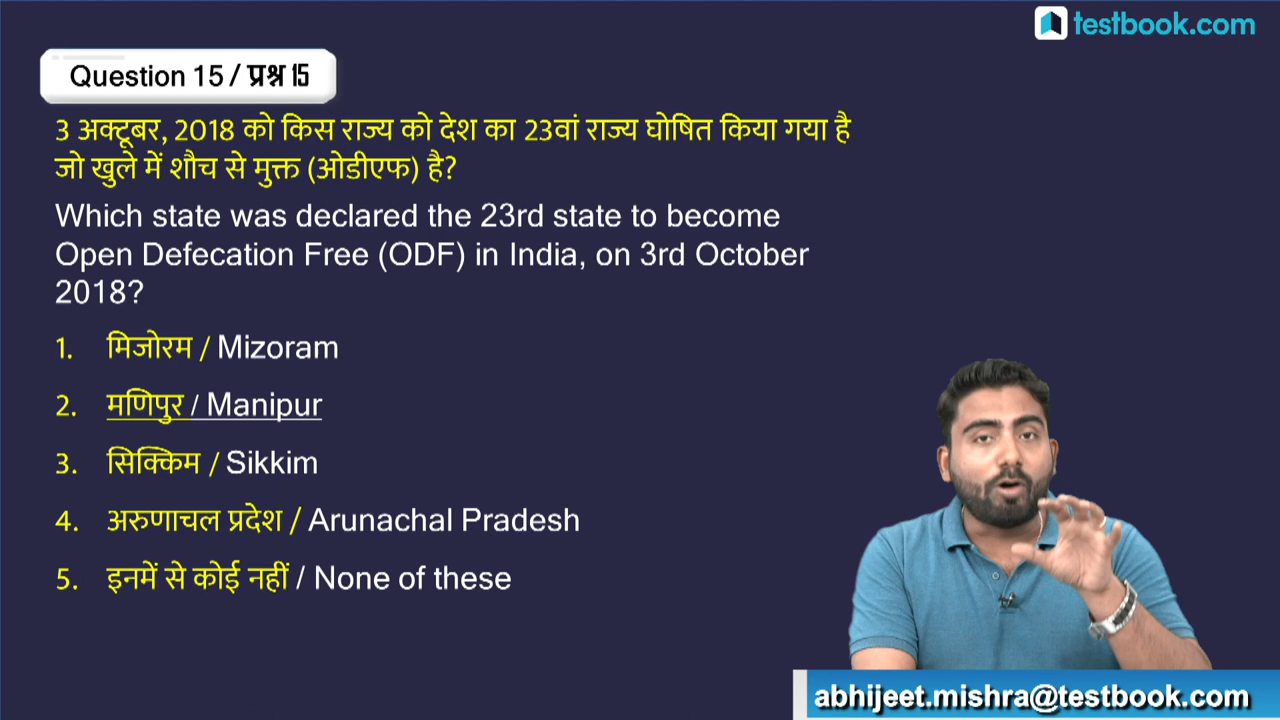 testbook.com
Question 15 / प्रश्न 15
3 अक्टूबर, 2018 को किस राज्य को देश का 23वां राज्य घोषित किया गया है
जो खुले में शौच से मुक्त (ओडीएफ) है?
Which state was declared the 23rd state to become
Open Defecation Free (ODF) in India, on 3rd October
2018?
1. मिजोरम / Mizoram
2. मणिपुर / Manipur
3. सिक्किम / Sikkim
4. अरुणाचल प्रदेश / Arunachal Pradesh
5. इनमें से कोई नहीं / None of these
abhijeet.mishra@testbook.com